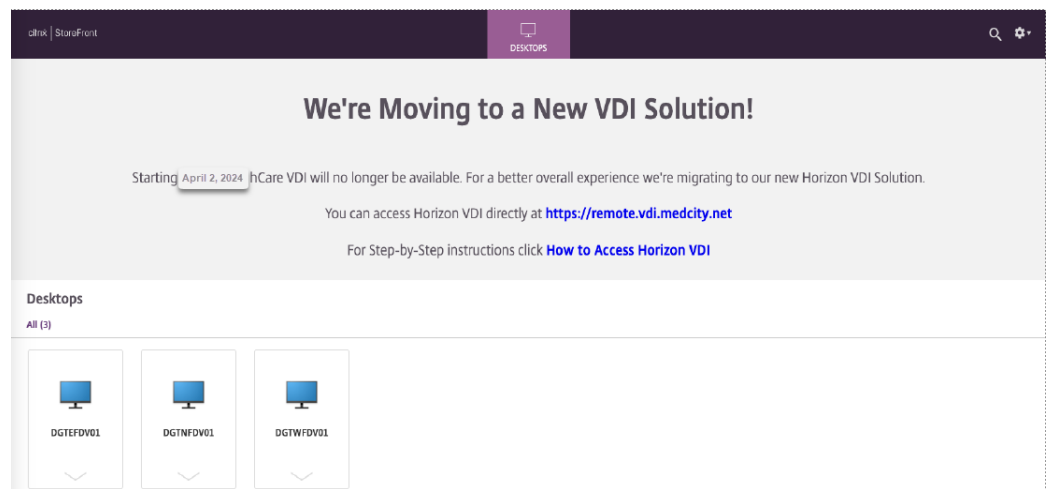 citrix | StoreFront
DESKTOPS
We're Moving to a New VDI Solution!
Starting April 2, 2024 hCare VDI will no longer be available. For a better overall experience we're migrating to our new Horizon VDI Solution.
You can access Horizon VDI directly at https://remote.vdi.medcity.net
For Step-by-Step instructions click How to Access Horizon VDI
Desktops
All (3)
DGTEFDV01
DGTNFDV01
DGTWFDV01